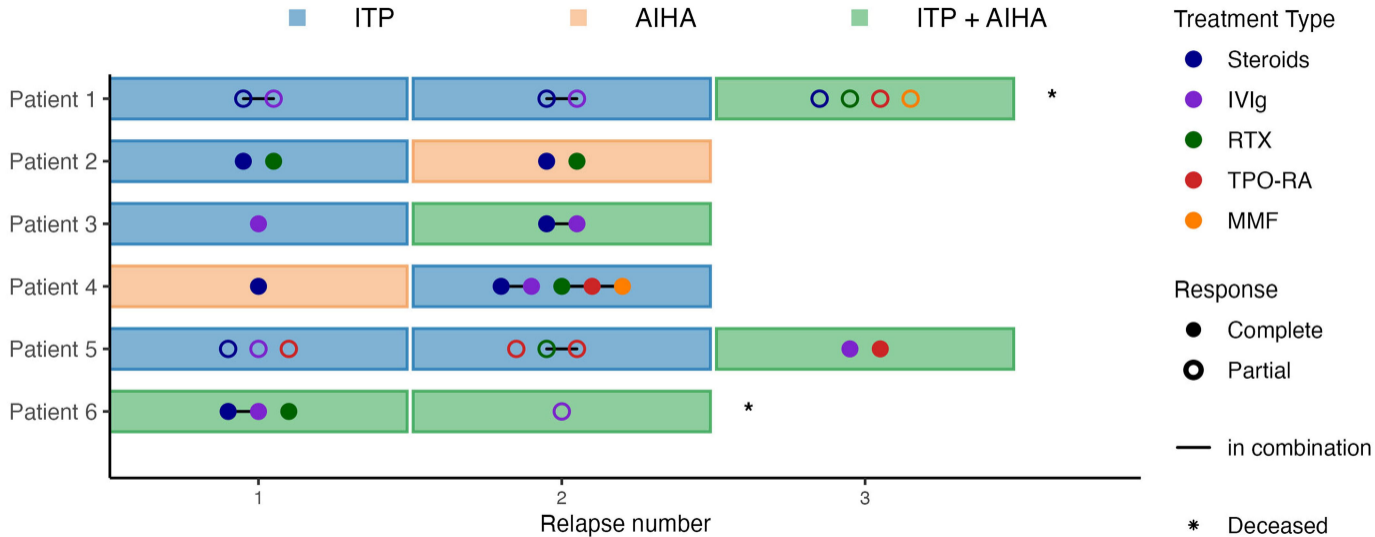 ITP AIHA ITP + AIHA
Patient 1
*
Patient 2
Patient 3
Patient 4
Patient 5
Patient 6
*
1 2 3
Relapse number
Treatment Type
Steroids
IVIg
RTX
TPO-RA
MMF
Response
Complete
Partial
in combination
* Deceased